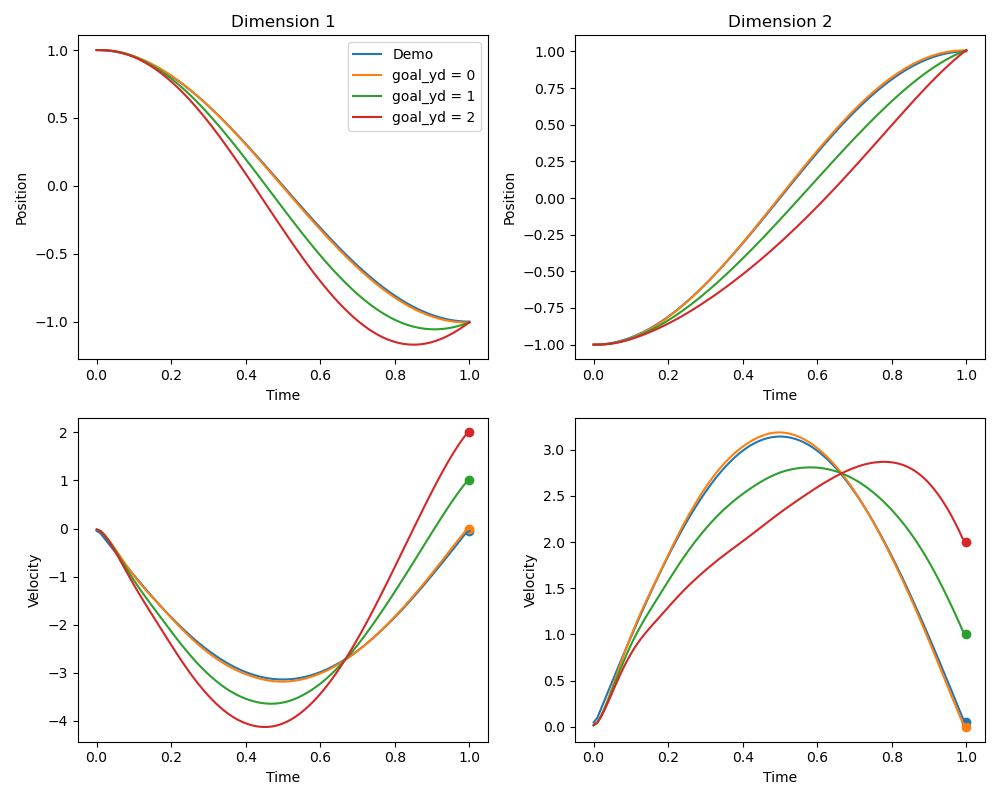 Dimension 1
1.0
0.5
0.0
−0.5
−1.0
Position
0.0 0.2 0.4 0.6 0.8 1.0
Time
Demo
goal_yd = 0
goal_yd = 1
goal_yd = 2
Dimension 2
1.00
0.75
0.50
0.25
0.00
−0.25
−0.50
−0.75
−1.00
Position
0.0 0.2 0.4 0.6 0.8 1.0
Time
2
1
0
−1
−2
−3
−4
Velocity
0.0 0.2 0.4 0.6 0.8 1.0
Time
3.0
2.5
2.0
1.5
1.0
0.5
0.0
Velocity
0.0 0.2 0.4 0.6 0.8 1.0
Time